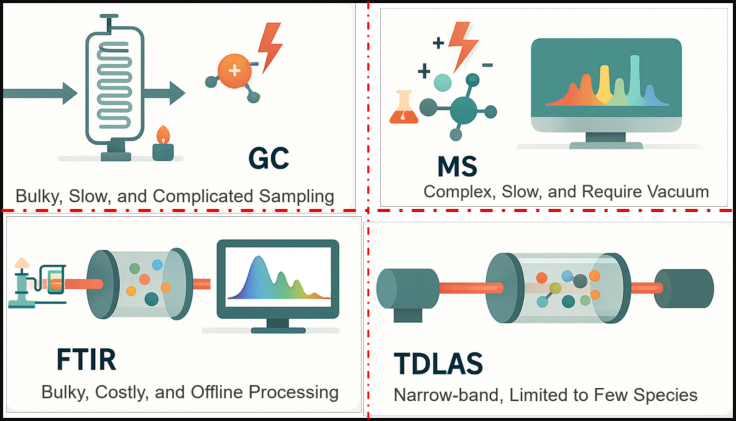 GC
Bulky, Slow, and Complicated Sampling
MS
Complex, Slow, and Require Vacuum
FTIR
Bulky, Costly, and Offline Processing
TDLAS
Narrow-band, Limited to Few Species